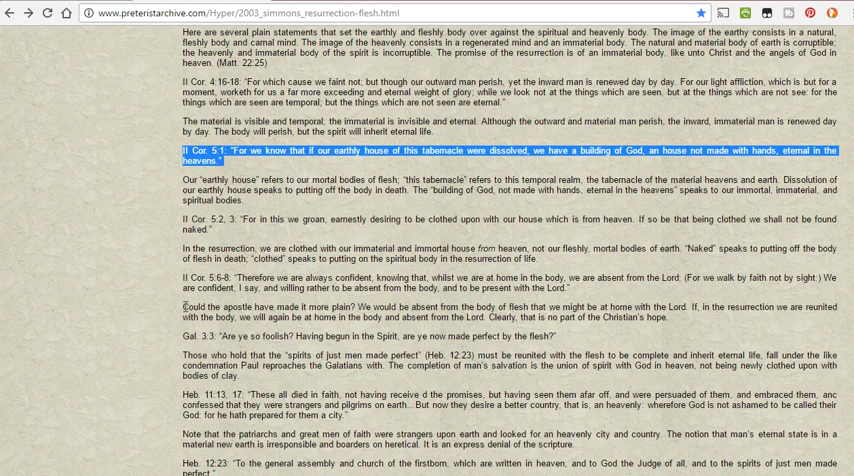 www.preteristarchive.com/Hyper/2003_simmons_resurrection-flesh.html
Here are several plain statements that set the earthly and fleshly body over against the spiritual and heavenly body. The image of the earthy consists in a natural,
fleshly body and carnal mind. The image of the heavenly consists in a regenerated mind and an immaterial body. The natural and material body of earth is corruptible;
the heavenly and immaterial body of the spirit is incorruptible. The promise of the resurrection is of an immaterial body, like unto Christ and the angels of God in
heaven. (Matt. 22:25)
II Cor. 4:16-18: “For which cause we faint not; but though our outward man perish, yet the inward man is renewed day by day. For our light affliction, which is but for a
moment, worketh for us a far more exceeding and eternal weight of glory; while we look not at the things which are seen, but at the things which are not see: for the
things which are seen are temporal; but the things which are not seen are eternal.”
The material is visible and temporal; the immaterial is invisible and eternal. Although the outward and material man perish, the inward, immaterial man is renewed day
by day. The body will perish, but the spirit will inherit eternal life.
II Cor. 5:1: “For we know that if our earthly house of this tabernacle were dissolved, we have a building of God, an house not made with hands, eternal in the
heavens.”
Our “earthly house” refers to our mortal bodies of flesh; “this tabernacle” refers to this temporal realm, the tabernacle of the material heavens and earth. Dissolution of
our earthly house speaks to putting off the body in death. The “building of God, not made with hands, eternal in the heavens” speaks to our immortal, immaterial, and
spiritual bodies.
II Cor. 5:2, 3: “For in this we groan, earnestly desiring to be clothed upon with our house which is from heaven. If so be that being clothed we shall not be found
naked.”
In the resurrection, we are clothed with our immaterial and immortal house from heaven, not our fleshly, mortal bodies of earth. “Naked” speaks to putting off the body
of flesh in death; “clothed” speaks to putting on the spiritual body in the resurrection of life.
II Cor. 5:6-8: “Therefore we are always confident, knowing that, whilst we are at home in the body, we are absent from the Lord: (For we walk by faith not by sight:) We
are confident, I say, and willing rather to be absent from the body, and to be present with the Lord.”
Could the apostle have made it more plain? We would be absent from the body of flesh that we might be at home with the Lord. If, in the resurrection we are reunited
with the body, we will again be at home in the body and absent from the Lord. Clearly, that is no part of the Christian’s hope.
Gal. 3:3: “Are ye so foolish? Having begun in the Spirit, are ye now made perfect by the flesh?”
Those who hold that the “spirits of just men made perfect” (Heb. 12:23) must be reunited with the flesh to be complete and inherit eternal life, fall under the like
condemnation Paul reproaches the Galatians with. The completion of man’s salvation is the union of spirit with God in heaven, not being newly clothed upon with
bodies of clay.
Heb. 11:13, 17: “These all died in faith, not having receive d the promises, but having seen them afar off, and were persuaded of them, and embraced them, anc
confessed that they were strangers and pilgrims on earth…But now they desire a better country, that is, an heavenly: wherefore God is not ashamed to be called their
God: for he hath prepared for them a city.”
Note that the patriarchs and great men of faith were strangers upon earth and looked for an heavenly city and country. The notion that man’s eternal state is in a
material new earth is irresponsible and boarders on heretical. It is an express denial of the scripture.
Heb. 12:23: “To the general assembly and church of the firstborn, which are written in heaven, and to God the Judge of all, and to the spirits of just men made
perfect.”